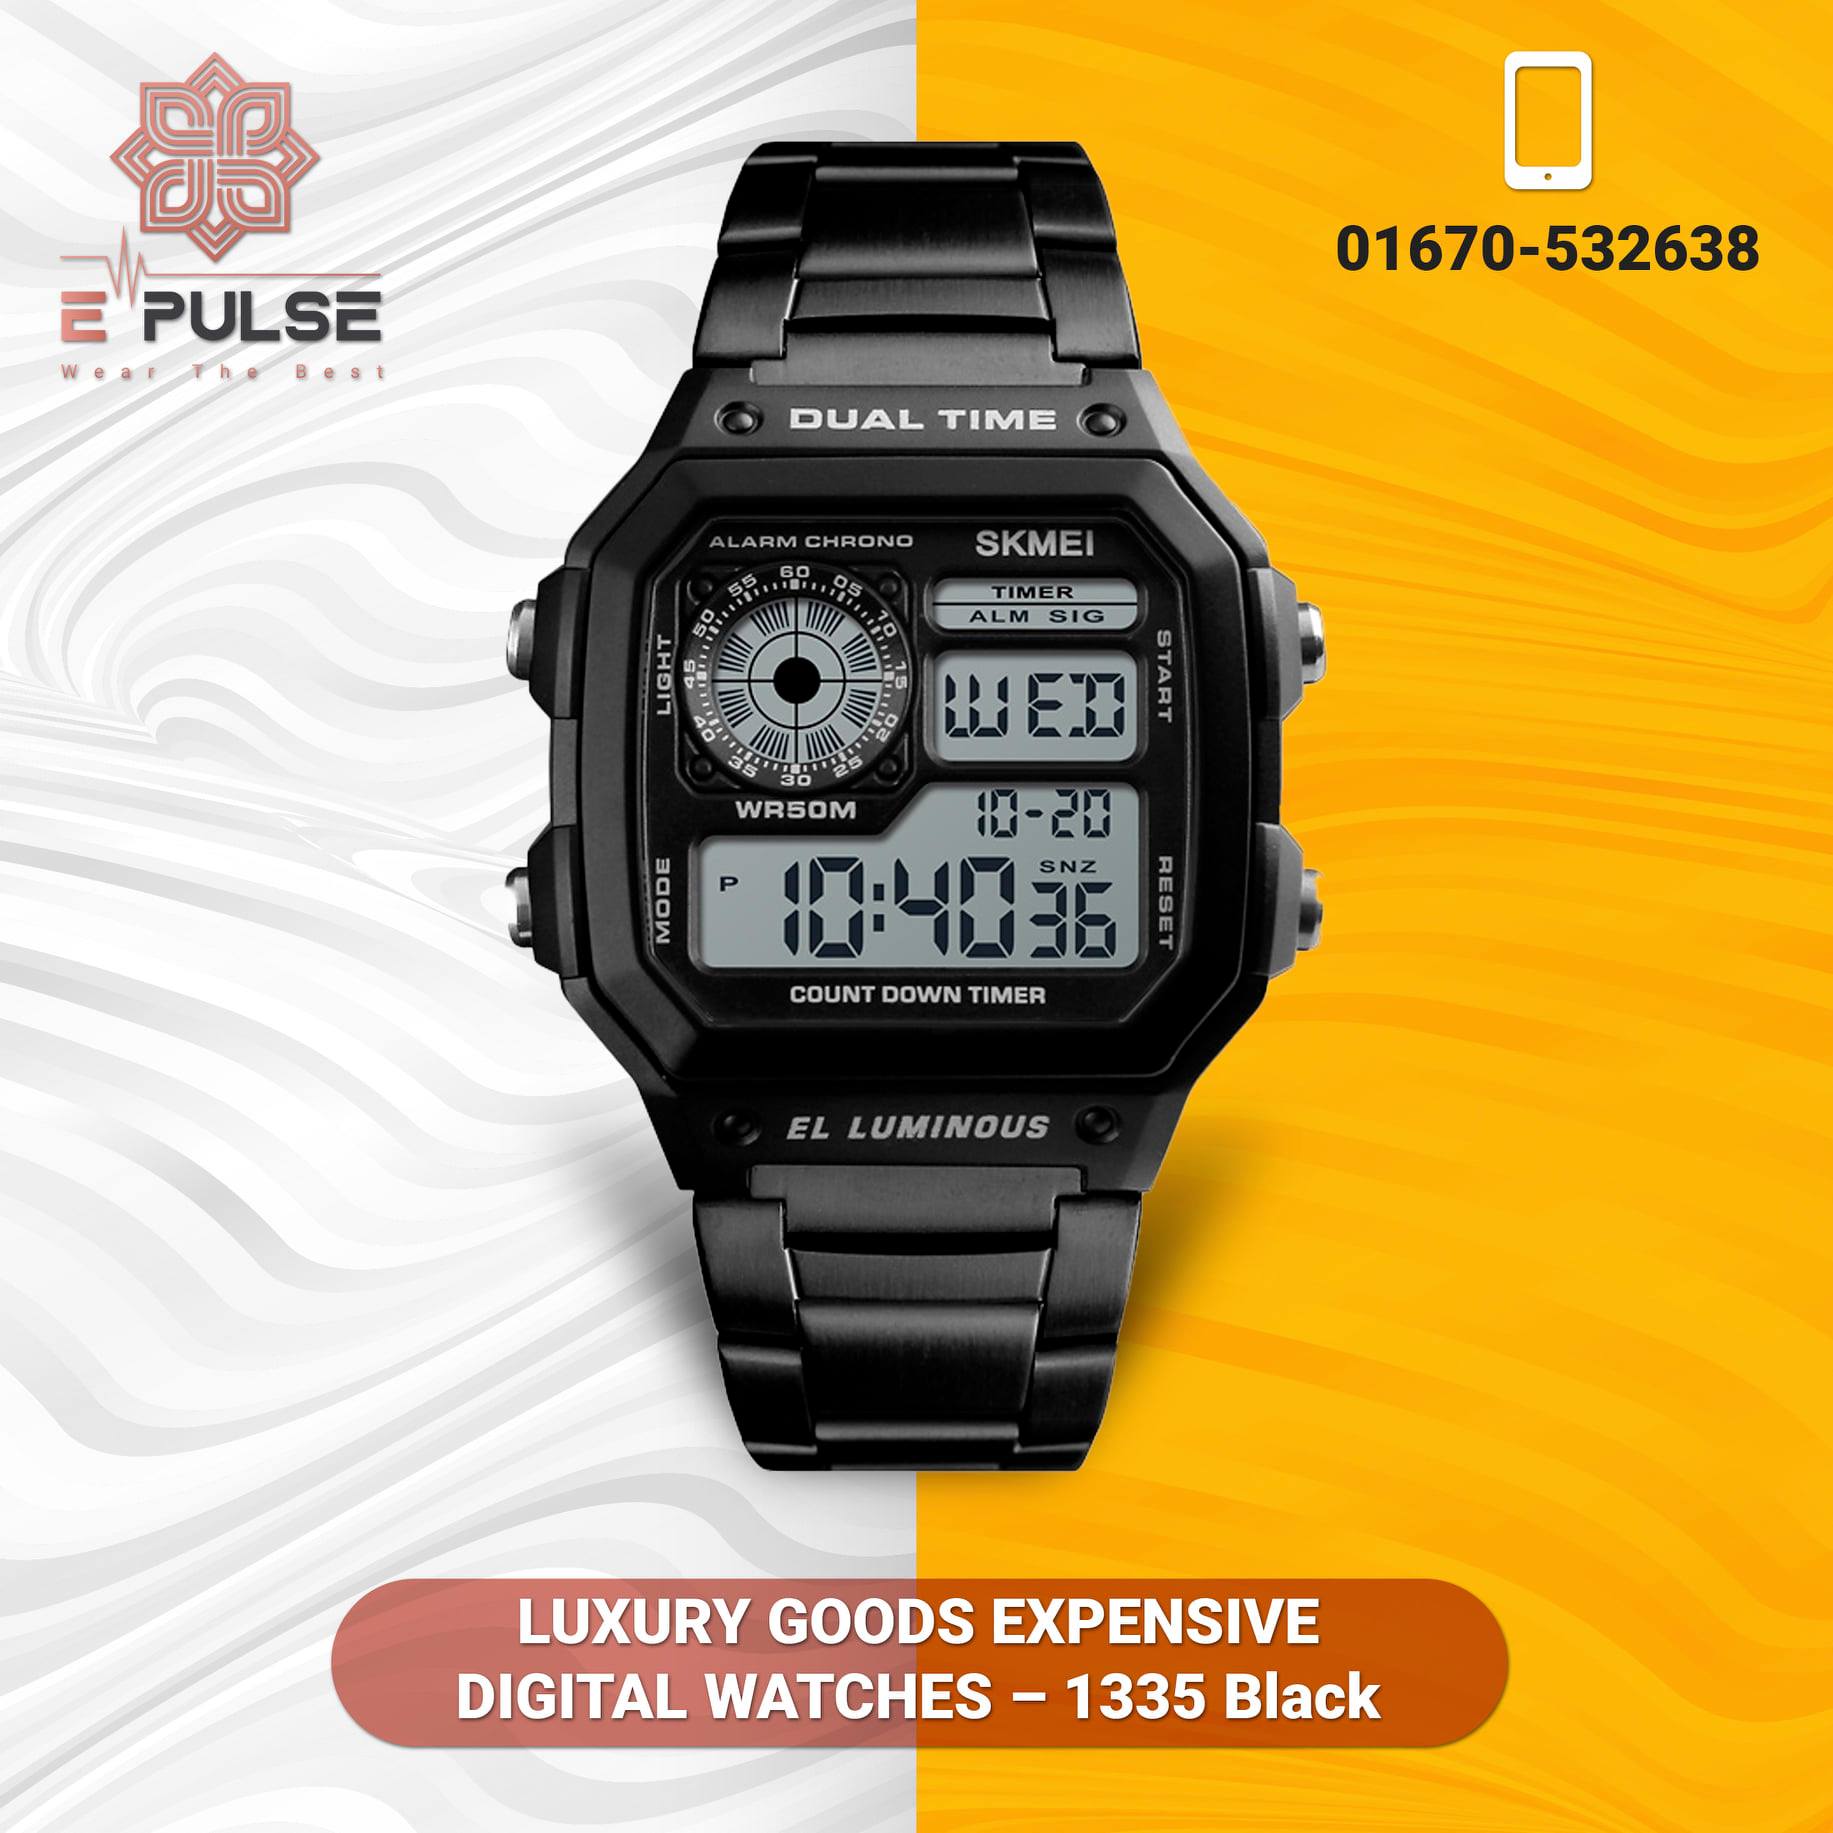 E PULSE
Wear The Best
01670-532638
DUAL TIME
ALARM CHRONO
SKMEI
TIMER
ALM SIG
60
05
10
15
20
25
30
35
40
45
50
55
LIGHT
START
WED
WR50M
10-20
MODE
P
10:40 36
SNZ
RESET
COUNT DOWN TIMER
EL LUMINOUS
LUXURY GOODS EXPENSIVE
DIGITAL WATCHES – 1335 Black